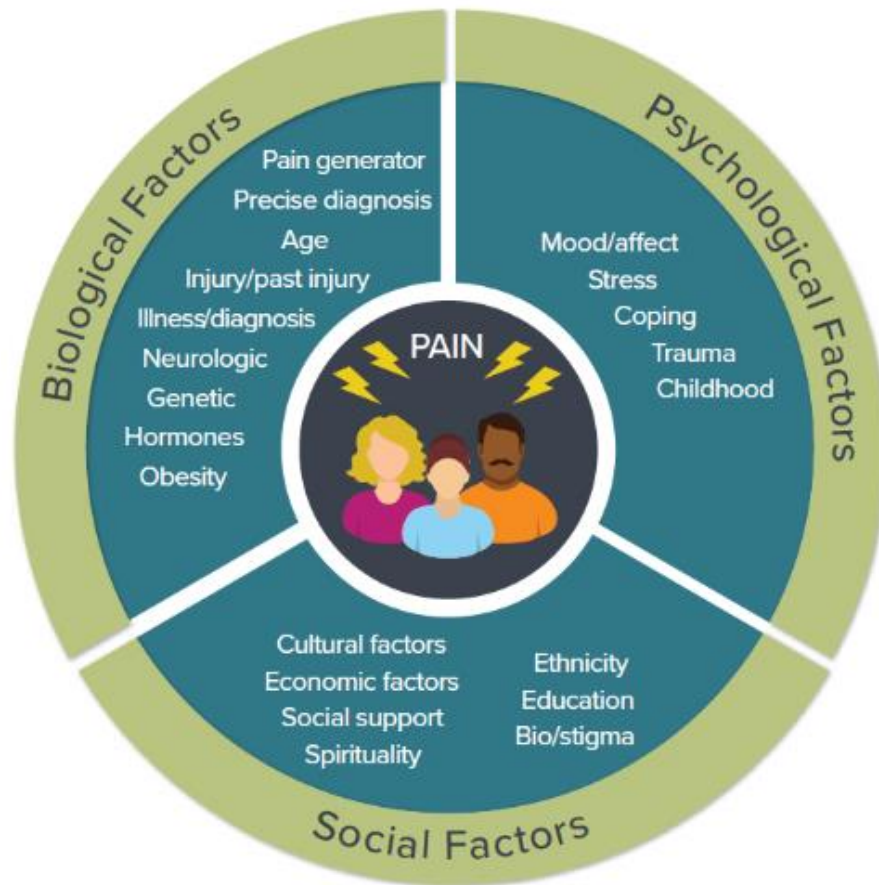 Biological Factors
Pain generator
Precise diagnosis
Age
Injury/past injury
Illness/diagnosis
Neurologic
Genetic
Hormones
Obesity
Psychological Factors
Mood/affect
Stress
Coping
Trauma
Childhood
PAIN
Cultural factors
Economic factors
Social support
Spirituality
Ethnicity
Education
Bio/stigma
Social Factors